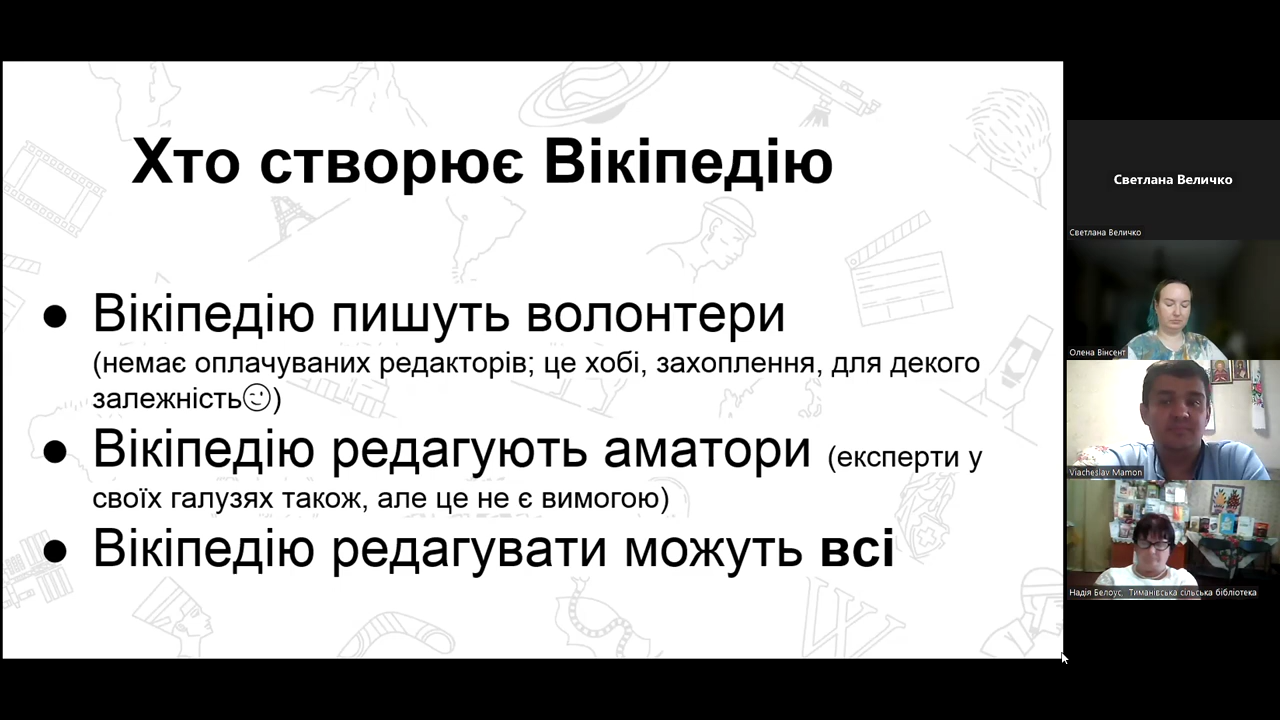 Хто створює Вікіпедію
● Вікіпедію пишуть волонтери
(немає оплачуваних редакторів; це хобі, захоплення, для декого
залежність😉)
● Вікіпедію редагують аматори (експерти у
своїх галузях також, але це не є вимогою)
● Вікіпедію редагувати можуть всі
Светлана Величко
Светлана Величко
Олена Вінсент
Viacheslav Mamon
Надія Белоус, Тиманівська сільська бібліотека